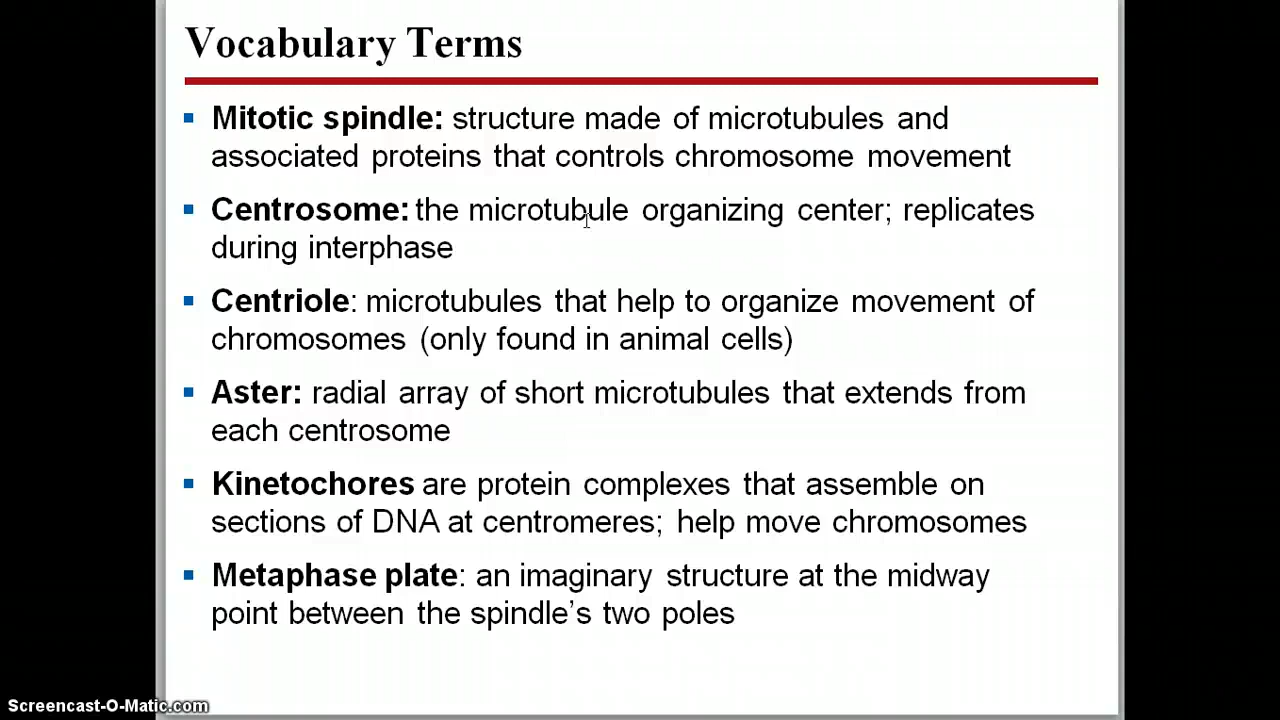 Vocabulary Terms
▪ Mitotic spindle: structure made of microtubules and
associated proteins that controls chromosome movement
▪ Centrosome: the microtubule organizing center; replicates
during interphase
▪ Centriole: microtubules that help to organize movement of
chromosomes (only found in animal cells)
▪ Aster: radial array of short microtubules that extends from
each centrosome
▪ Kinetochores are protein complexes that assemble on
sections of DNA at centromeres; help move chromosomes
▪ Metaphase plate: an imaginary structure at the midway
point between the spindle’s two poles
Screencast-O-Matic.com